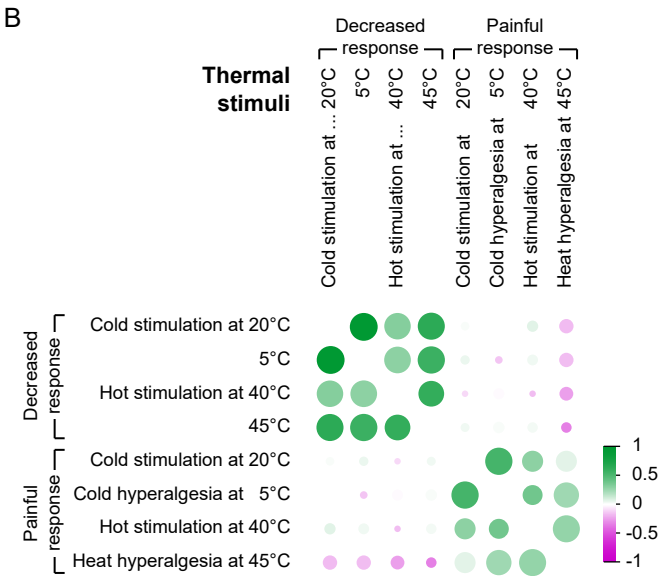 B
Decreased response
Painful response
Thermal stimuli
Cold stimulation at ... 20°C
5°C
Hot stimulation at ... 40°C
45°C
Cold stimulation at 20°C
Cold hyperalgesia at 5°C
Hot stimulation at 40°C
Heat hyperalgesia at 45°C
Decreased response
Cold stimulation at 20°C
5°C
Hot stimulation at 40°C
45°C
Painful response
Cold stimulation at 20°C
Cold hyperalgesia at 5°C
Hot stimulation at 40°C
Heat hyperalgesia at 45°C
1
0.5
0
-0.5
-1